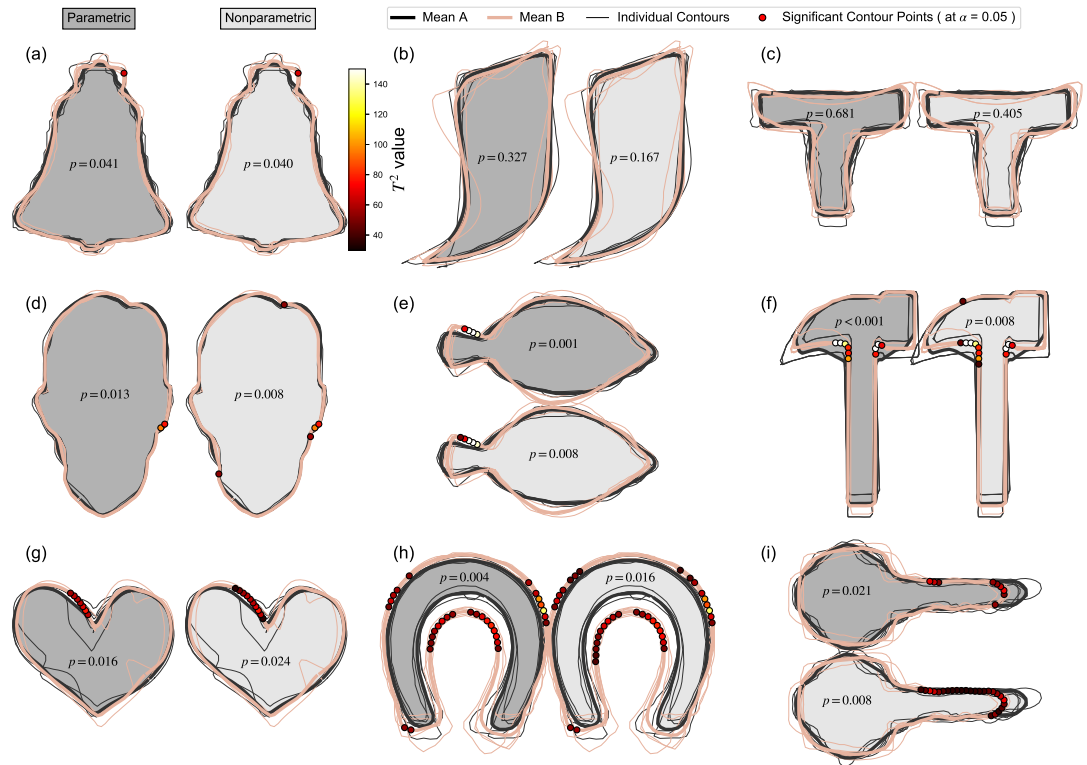 Parametric
Nonparametric
Mean A
Mean B
Individual Contours
Significant Contour Points ( at α = 0.05 )
(a)
p = 0.041
p = 0.040
140
120
100
80
60
40
T² value
(b)
p = 0.327
p = 0.167
(c)
p = 0.681
p = 0.405
(d)
p = 0.013
p = 0.008
(e)
p = 0.001
p = 0.008
(f)
p < 0.001
p = 0.008
(g)
p = 0.016
p = 0.024
(h)
p = 0.004
p = 0.016
(i)
p = 0.021
p = 0.008